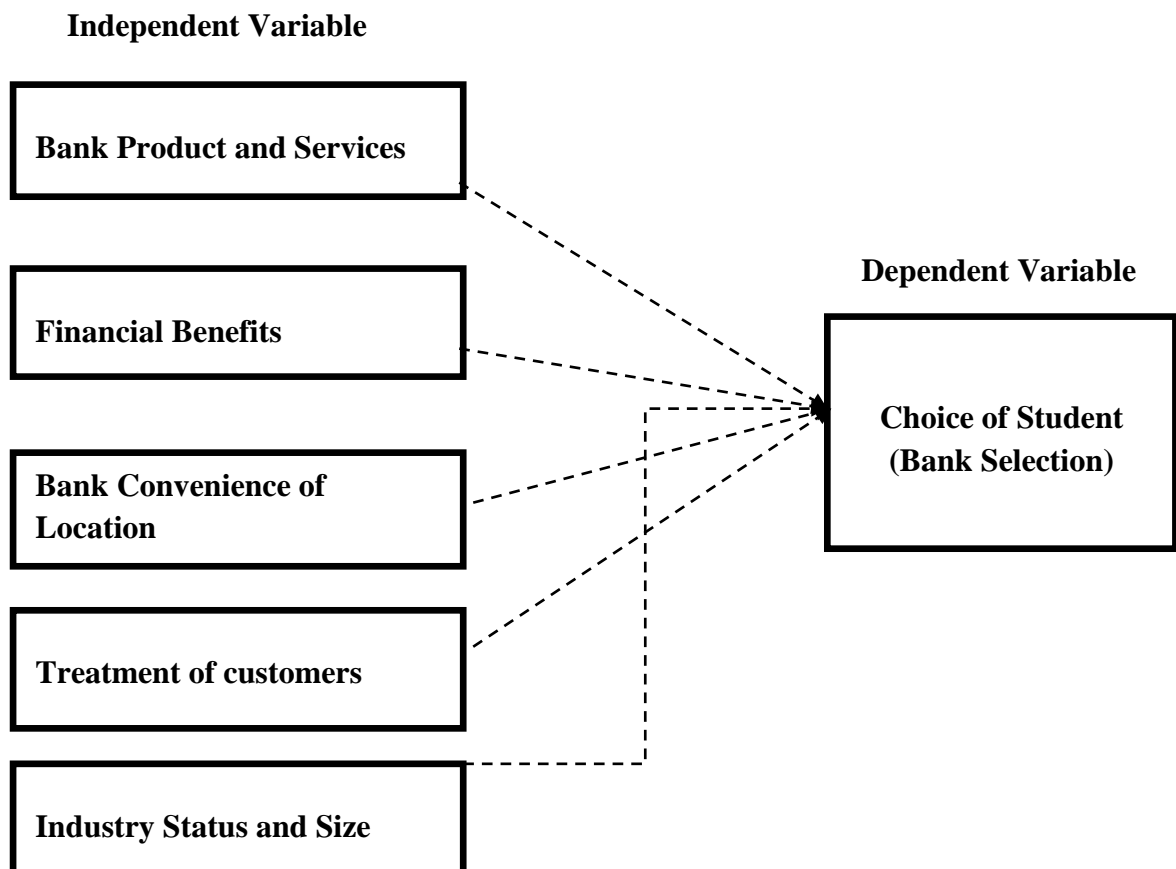 Independent Variable
Bank Product and Services
Financial Benefits
Bank Convenience of
Location
Treatment of customers
Industry Status and Size
Dependent Variable
Choice of Student
(Bank Selection)